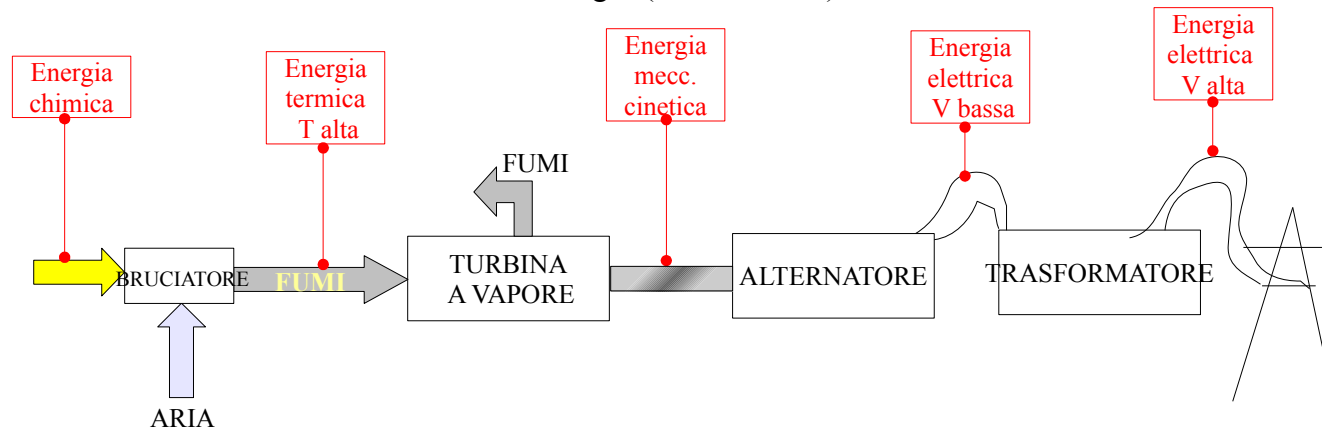 Energia
chimica
Energia
termica
T alta
Energia
mecc.
cinetica
Energia
elettrica
V bassa
Energia
elettrica
V alta
FUMI
BRUCIATORE
FUMI
TURBINA
A VAPORE
ALTERNATORE
TRASFORMATORE
ARIA